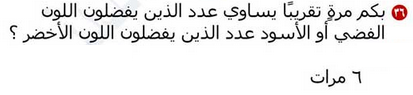 ٣٦ بكم مرةٍ تقريبًا يساوي عدد الذين يفضلون اللون
الفضي أو الأسود عدد الذين يفضلون اللون الأخضر ؟
٦ مرات